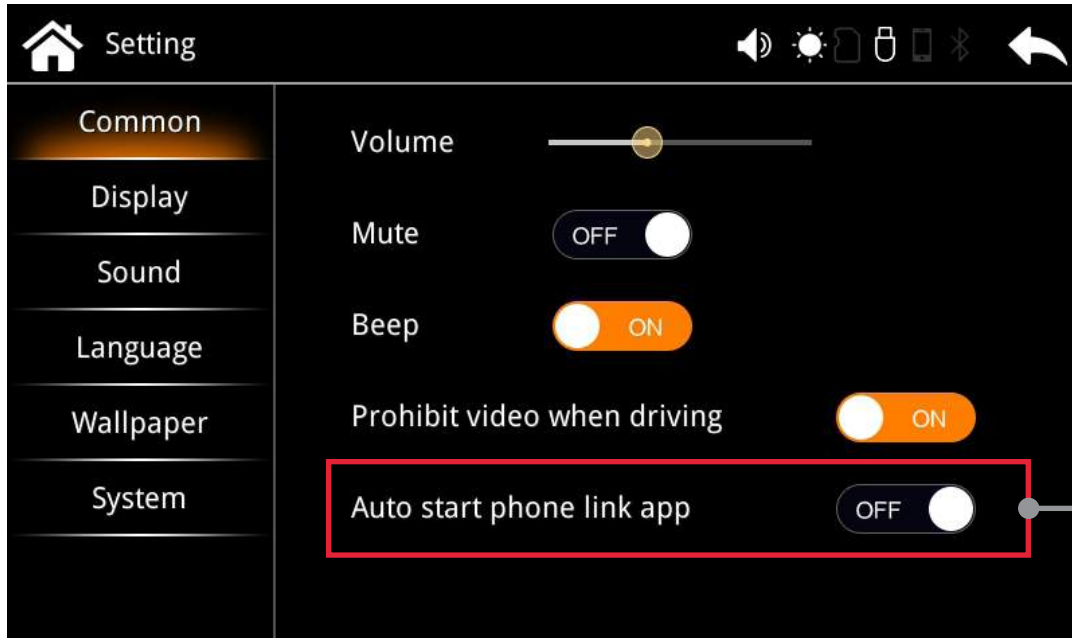 Setting
Common
Display
Sound
Language
Wallpaper
System
Volume
Mute OFF
Beep ON
Prohibit video when driving ON
Auto start phone link app OFF